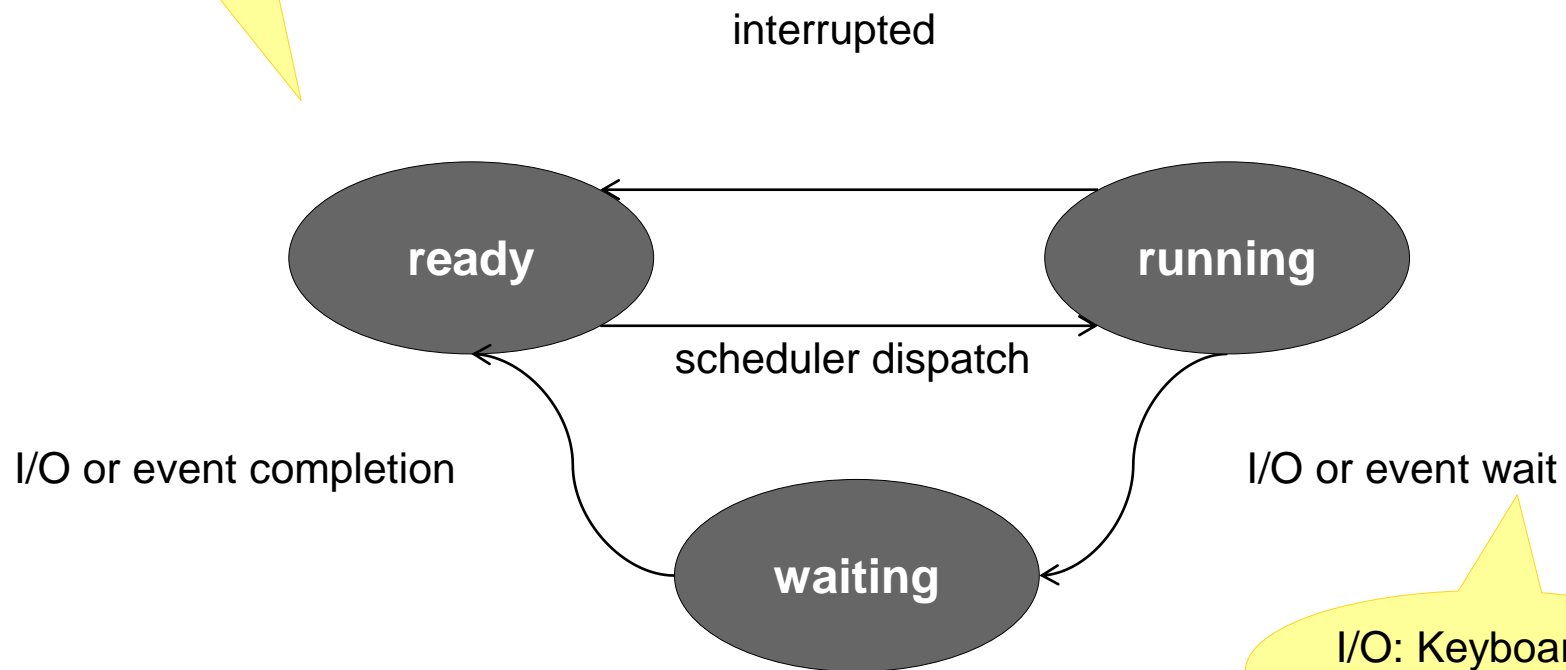 interrupted
ready
running
scheduler dispatch
I/O or event completion
I/O or event wait
waiting
I/O: